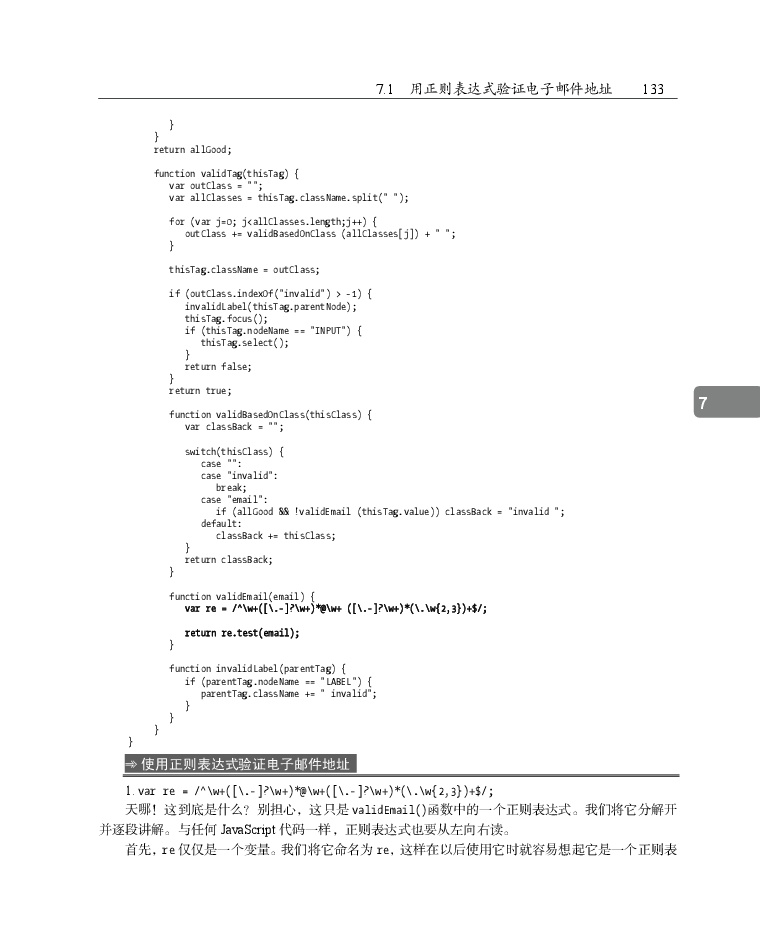 7.1 用正则表达式验证电子邮件地址 133
}
}
return allGood;
function validTag(thisTag) {
var outClass = "";
var allClasses = thisTag.className.split(" ");
for (var j=0; j<allClasses.length;j++) {
outClass += validBasedOnClass (allClasses[j]) + " ";
}
thisTag.className = outClass;
if (outClass.indexOf("invalid") > -1) {
invalidLabel(thisTag.parentNode);
thisTag.focus();
if (thisTag.nodeName == "INPUT") {
thisTag.select();
}
return false;
}
return true;
7
function validBasedOnClass(thisClass) {
var classBack = "";
switch(thisClass) {
case "":
case "invalid":
break;
case "email":
if (allGood && !validEmail (thisTag.value)) classBack = "invalid ";
default:
classBack += thisClass;
}
return classBack;
}
function validEmail(email) {
var re = /^\w+([\.-]?\w+)*@\w+ ([\.-]?\w+)*(\.\w{2,3})+$/;
return re.test(email);
}
function invalidLabel(parentTag) {
if (parentTag.nodeName == "LABEL") {
parentTag.className += " invalid";
}
}
}
}
➾ 使用正则表达式验证电子邮件地址
1. var re = /^\w+([\.-]?\w+)*@\w+([\.-]?\w+)*(\.\w{2,3})+$/;
天哪！这到底是什么？别担心，这只是 validEmail()函数中的一个正则表达式。我们将它分解开
并逐段讲解。与任何 JavaScript 代码一样，正则表达式也要从左向右读。
首先，re 仅仅是一个变量。我们将它命名为 re，这样在以后使用它时就容易想起它是一个正则表